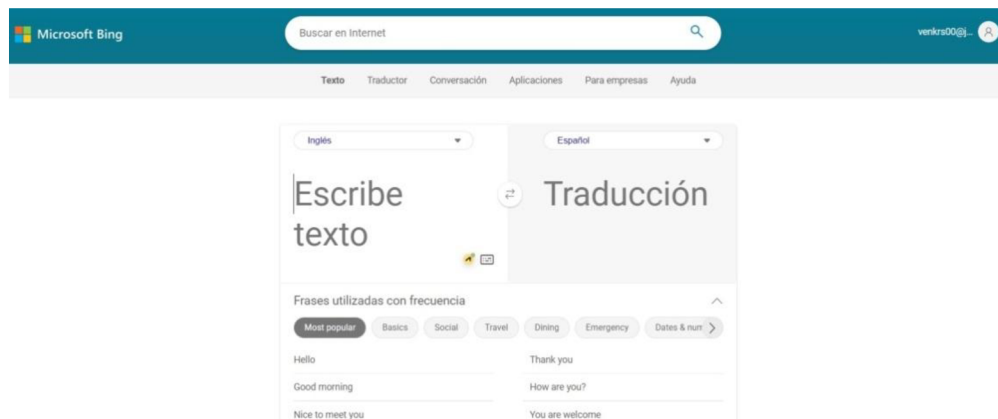 Microsoft Bing
Buscar en Internet
venkrs00@j...
Texto Traductor Conversación Aplicaciones Para empresas Ayuda
Inglés
Español
Escribe
texto
Traducción
Frases utilizadas con frecuencia
Most popular Basics Social Travel Dining Emergency Dates & num
Hello
Thank you
Good morning
How are you?
Nice to meet you
You are welcome